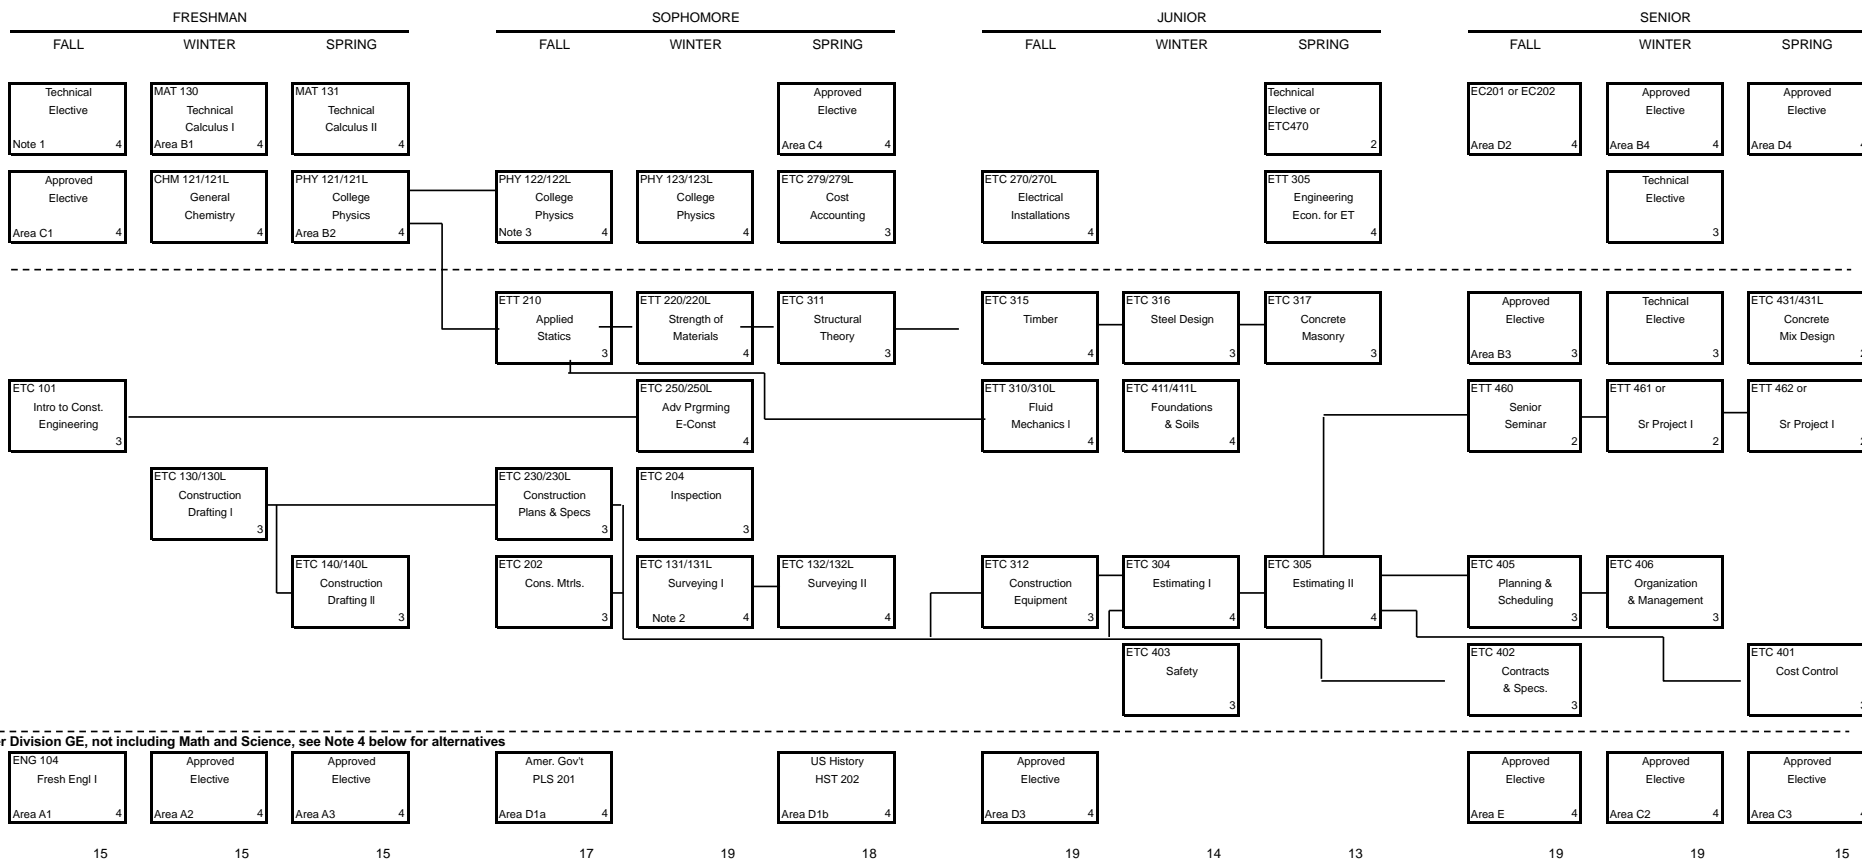 FRESHMAN
SOPHOMORE
JUNIOR
SENIOR
FALL
WINTER
SPRING
FALL
WINTER
SPRING
FALL
WINTER
SPRING
FALL
WINTER
SPRING
Technical
Elective
Note 1 4
MAT 130
Technical
Calculus I
Area B1 4
MAT 131
Technical
Calculus II
4
Approved
Elective
Area C4 4
Technical
Elective or
ETC470
2
EC201 or EC202
Area D2 4
Approved
Elective
Area B4 4
Approved
Elective
Area D4
Approved
Elective
Area C1 4
CHM 121/121L
General
Chemistry
4
PHY 121/121L
College
Physics
Area B2 4
PHY 122/122L
College
Physics
Note 3 4
PHY 123/123L
College
Physics
4
ETC 279/279L
Cost
Accounting
3
ETC 270/270L
Electrical
Installations
4
ETT 305
Engineering
Econ. for ET
4
Technical
Elective
3
ETT 210
Applied
Statics
3
ETT 220/220L
Strength of
Materials
4
ETC 311
Structural
Theory
3
ETC 315
Timber
4
ETC 316
Steel Design
3
ETC 317
Concrete
Masonry
3
Approved
Elective
Area B3 3
Technical
Elective
3
ETC 431/431L
Concrete
Mix Design
ETC 101
Intro to Const.
Engineering
3
ETC 250/250L
Adv Prgrming
E-Const
4
ETT 310/310L
Fluid
Mechanics I
4
ETC 411/411L
Foundations
& Soils
4
ETT 460
Senior
Seminar
2
ETT 461 or
Sr Project I
2
ETT 462 or
Sr Project I
ETC 130/130L
Construction
Drafting I
3
ETC 230/230L
Construction
Plans & Specs
3
ETC 204
Inspection
3
ETC 140/140L
Construction
Drafting II
3
ETC 202
Cons. Mtrls.
3
ETC 131/131L
Surveying I
Note 2 4
ETC 132/132L
Surveying II
4
ETC 312
Construction
Equipment
3
ETC 304
Estimating I
4
ETC 305
Estimating II
4
ETC 405
Planning &
Scheduling
3
ETC 406
Organization
& Management
3
ETC 403
Safety
3
ETC 402
Contracts
& Specs.
3
ETC 401
Cost Control
Division GE, not including Math and Science, see Note 4 below for alternatives
ENG 104
Fresh Engl I
Area A1 4
Approved
Elective
Area A2 4
Approved
Elective
Area A3 4
Amer. Gov't
PLS 201
Area D1a 4
US History
HST 202
Area D1b 4
Approved
Elective
Area D3 4
Approved
Elective
Area E 4
Approved
Elective
Area C2 4
Approved
Elective
Area C3
15
15
15
17
19
18
19
14
13
19
19
15